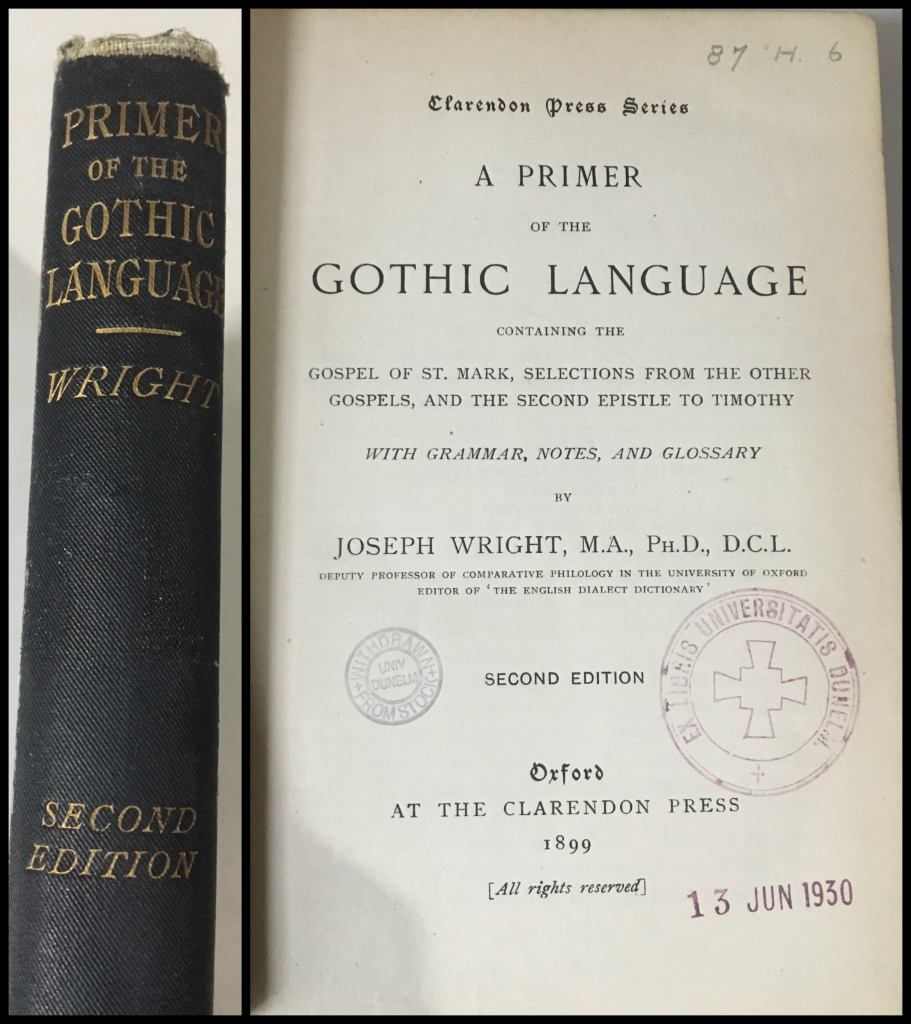 PRIMER
OF THE
GOTHIC
LANGUAGE
WRIGHT
SECOND
EDITION
87 H. 6
Clarendon Press Series
A PRIMER
OF THE
GOTHIC LANGUAGE
CONTAINING THE
GOSPEL OF ST. MARK, SELECTIONS FROM THE OTHER
GOSPELS, AND THE SECOND EPISTLE TO TIMOTHY
WITH GRAMMAR, NOTES, AND GLOSSARY
BY
JOSEPH WRIGHT, M.A., PH.D., D.C.L.
DEPUTY PROFESSOR OF COMPARATIVE PHILOLOGY IN THE UNIVERSITY OF OXFORD
EDITOR OF 'THE ENGLISH DIALECT DICTIONARY'
WITHDRAWN
UNIV
DUNELM
FROM STOCK
SECOND EDITION
EX LIBRIS UNIVERSITATIS DUNELM.
Oxford
AT THE CLARENDON PRESS
1899
[All rights reserved]
13 JUN 1930